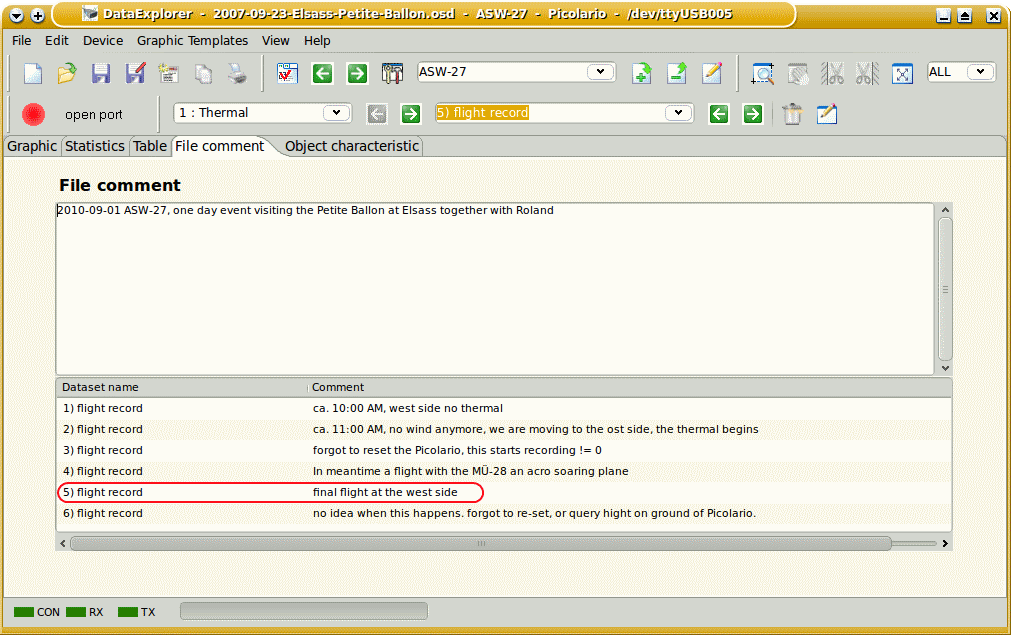 DataExplorer - 2007-09-23-Elsass-Petite-Ballon.osd - ASW-27 - Picolario - /dev/ttyUSB005
File Edit Device Graphic Templates View Help
ASW-27 ALL
open port 1 : Thermal 5) flight record
Graphic Statistics Table File comment Object characteristic
File comment
2010-09-01 ASW-27, one day event visiting the Petite Ballon at Elsass together with Roland
Dataset name Comment
1) flight record ca. 10:00 AM, west side no thermal
2) flight record ca. 11:00 AM, no wind anymore, we are moving to the ost side, the thermal begins
3) flight record forgot to reset the Picolario, this starts recording != 0
4) flight record In meantime a flight with the MÜ-28 an acro soaring plane
5) flight record final flight at the west side
6) flight record no idea when this happens. forgot to re-set, or query hight on ground of Picolario.
CON RX TX